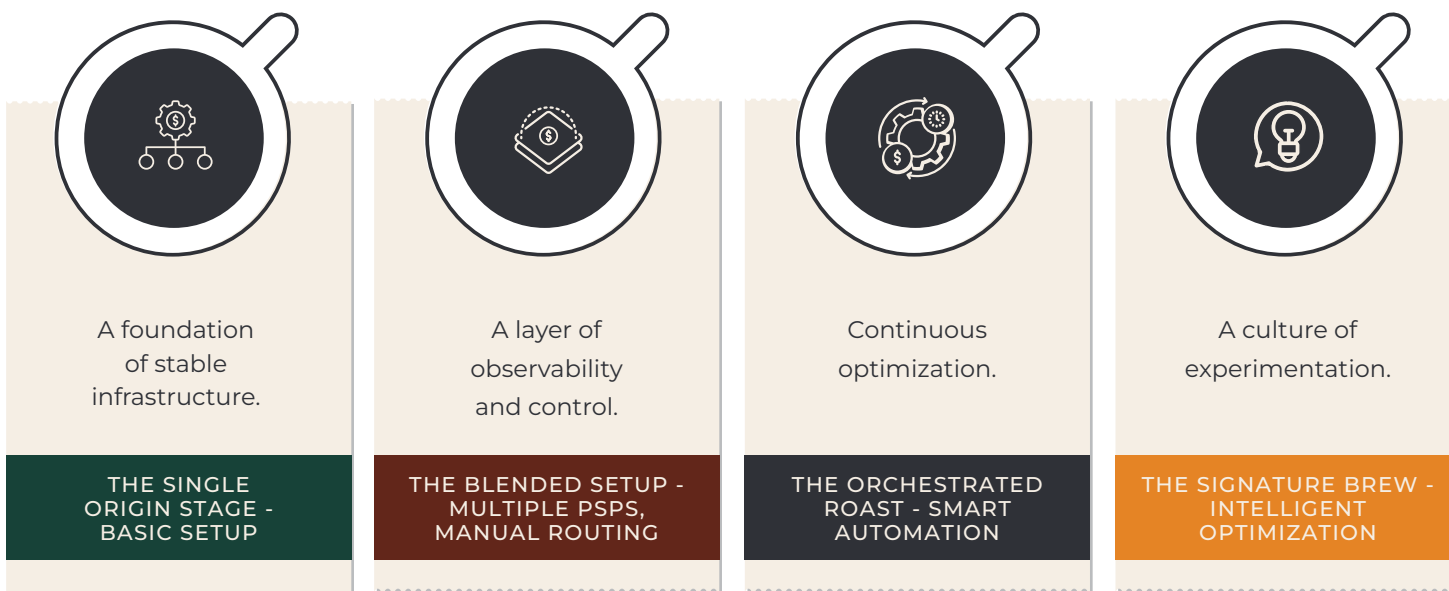 A foundation
of stable
infrastructure.
THE SINGLE
ORIGIN STAGE -
BASIC SETUP
A layer of
observability
and control.
THE BLENDED SETUP -
MULTIPLE PSPS,
MANUAL ROUTING
Continuous
optimization.
THE ORCHESTRATED
ROAST - SMART
AUTOMATION
A culture of
experimentation.
THE SIGNATURE BREW -
INTELLIGENT
OPTIMIZATION